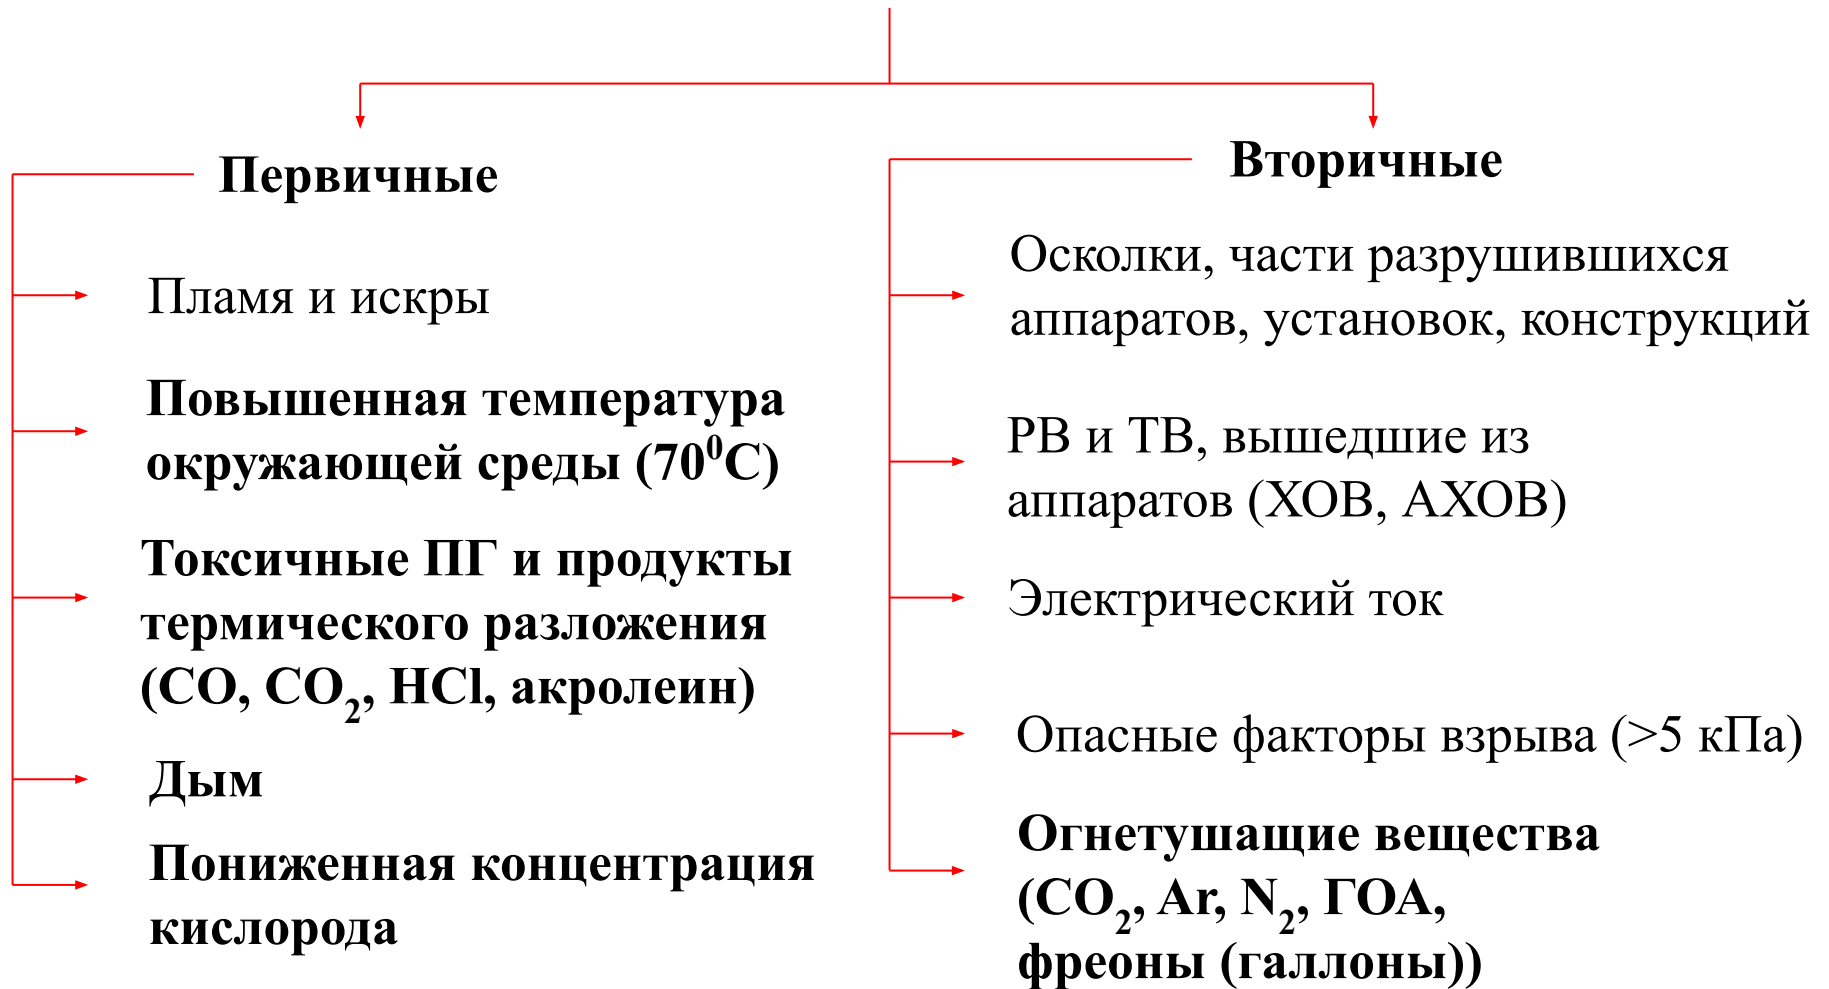 Первичные
Пламя и искры
Повышенная температура
окружающей среды (70⁰С)
Токсичные ПГ и продукты
термического разложения
(СО, СО₂, HCl, акролеин)
Дым
Пониженная концентрация
кислорода
Вторичные
Осколки, части разрушившихся
аппаратов, установок, конструкций
РВ и ТВ, вышедшие из
аппаратов (ХОВ, АХОВ)
Электрический ток
Опасные факторы взрыва (>5 кПа)
Огнетушащие вещества
(СО₂, Ar, N₂, ГОА,
фреоны (галлоны))